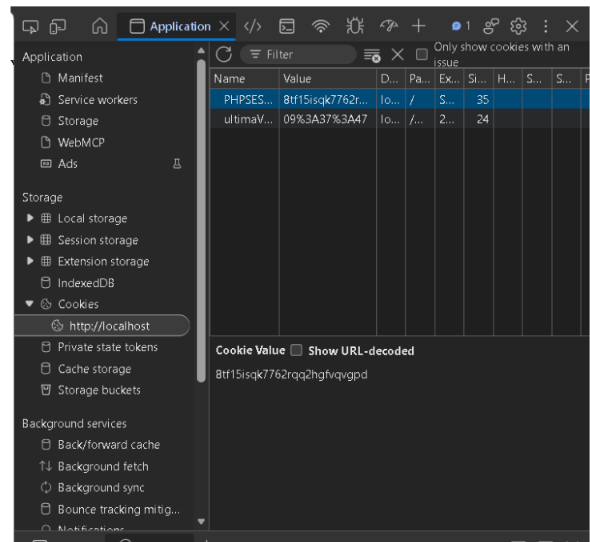 Application
1
Application
Manifest
Service workers
Storage
WebMCP
Ads
Storage
Local storage
Session storage
Extension storage
IndexedDB
Cookies
http://localhost
Private state tokens
Cache storage
Storage buckets
Background services
Back/forward cache
Background fetch
Background sync
Bounce tracking mitig...
Notifications
Filter
Only show cookies with an issue
Name Value D... Pa... Ex... Si... H... S... S... P
PHPSES... 8tf15isqk7762r... lo... / S... 35
ultimaV... 09%3A37%3A47 lo... /... 2... 24
Cookie Value Show URL-decoded
8tf15isqk7762rqq2hgfvqvgpd